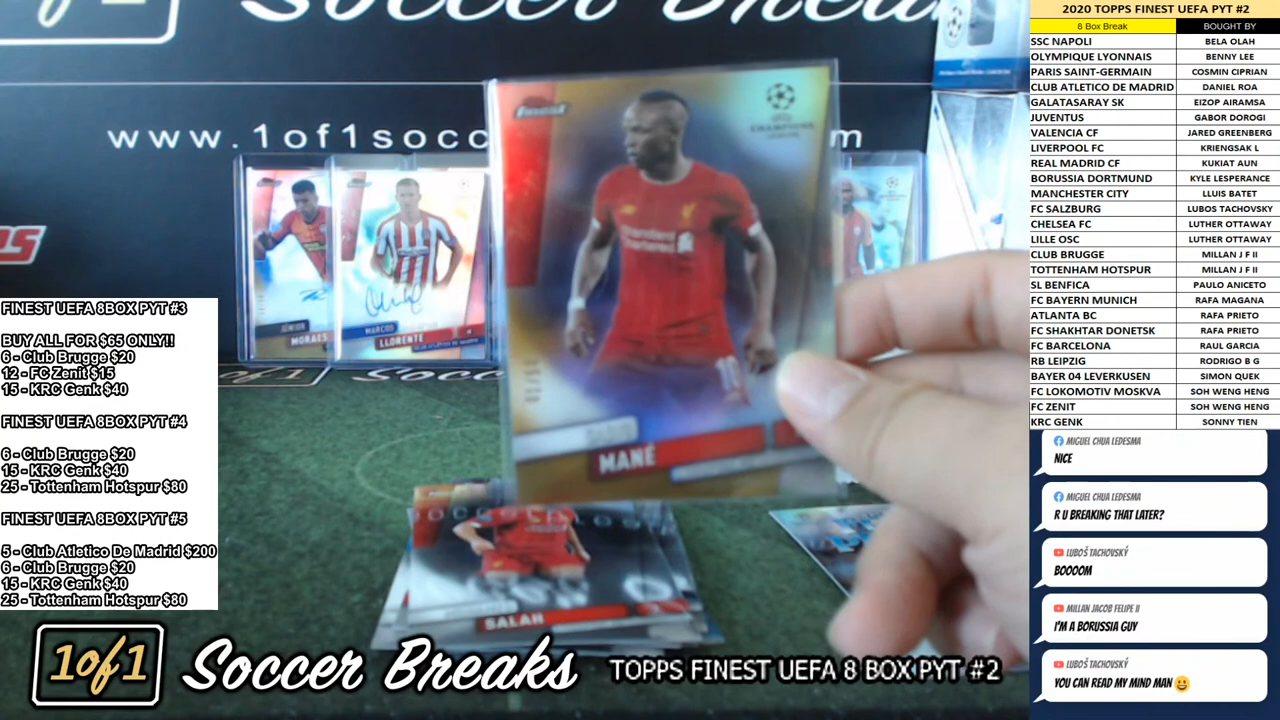 Soccer Breaks
www.1of1socc m
FINEST UEFA 8BOX PYT #3
BUY ALL FOR $65 ONLY!!!
6 - Club Brugge $20
12 - FC Zenit $15
15 - KRC Genk $40
FINEST UEFA 8BOX PYT #4
6 - Club Brugge $20
15 - KRC Genk $40
25 - Tottenham Hotspur $80
FINEST UEFA 8BOX PYT #5
5 - Club Atletico De Madrid $200
6 - Club Brugge $20
15 - KRC Genk $40
25 - Tottenham Hotspur $80
JUNIOR
MORAES
MARCOS
LLORENTE
Finest
CHAMPIONS
LEAGUE
MANÉ
SALAH
1of1 Soccer Breaks
TOPPS FINEST UEFA 8 BOX PYT #2
2020 TOPPS FINEST UEFA PYT #2
8 Box Break BOUGHT BY
SSC NAPOLI BELA OLAH
OLYMPIQUE LYONNAIS BENNY LEE
PARIS SAINT-GERMAIN COSMIN CIPRIAN
CLUB ATLETICO DE MADRID DANIEL ROA
GALATASARAY SK EIZOP AIRAMSA
JUVENTUS GABOR DOROGI
VALENCIA CF JARED GREENBERG
LIVERPOOL FC KRIENGSAK L
REAL MADRID CF KUKIAT AUN
BORUSSIA DORTMUND KYLE LESPERANCE
MANCHESTER CITY LLUIS BATET
FC SALZBURG LUBOS TACHOVSKY
CHELSEA FC LUTHER OTTAWAY
LILLE OSC LUTHER OTTAWAY
CLUB BRUGGE MILLAN J F II
TOTTENHAM HOTSPUR MILLAN J F II
SL BENFICA PAULO ANICETO
FC BAYERN MUNICH RAFA MAGANA
ATLANTA BC RAFA PRIETO
FC SHAKHTAR DONETSK RAFA PRIETO
FC BARCELONA RAUL GARCIA
RB LEIPZIG RODRIGO B G
BAYER 04 LEVERKUSEN SIMON QUEK
FC LOKOMOTIV MOSKVA SOH WENG HENG
FC ZENIT SOH WENG HENG
KRC GENK SONNY TIEN
MIGUEL CHUA LEDESMA
NICE
MIGUEL CHUA LEDESMA
R U BREAKING THAT LATER?
LUBOŠ TACHOVSKÝ
BOOOOM
MILLAN JACOB FELIPE II
I'M A BORUSSIA GUY
LUBOŠ TACHOVSKÝ
YOU CAN READ MY MIND MAN 😀